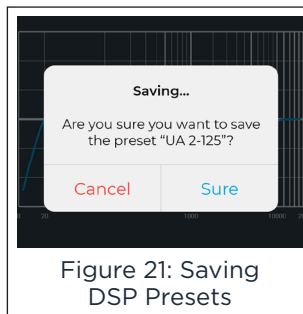 Saving...
Are you sure you want to save
the preset “UA 2-125”?
Cancel Sure
20 1000 10000
Figure 21: Saving
DSP Presets